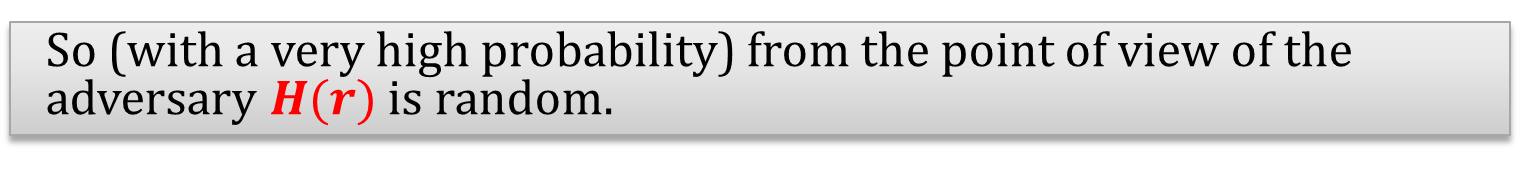 So (with a very high probability) from the point of view of the
adversary H(r) is random.